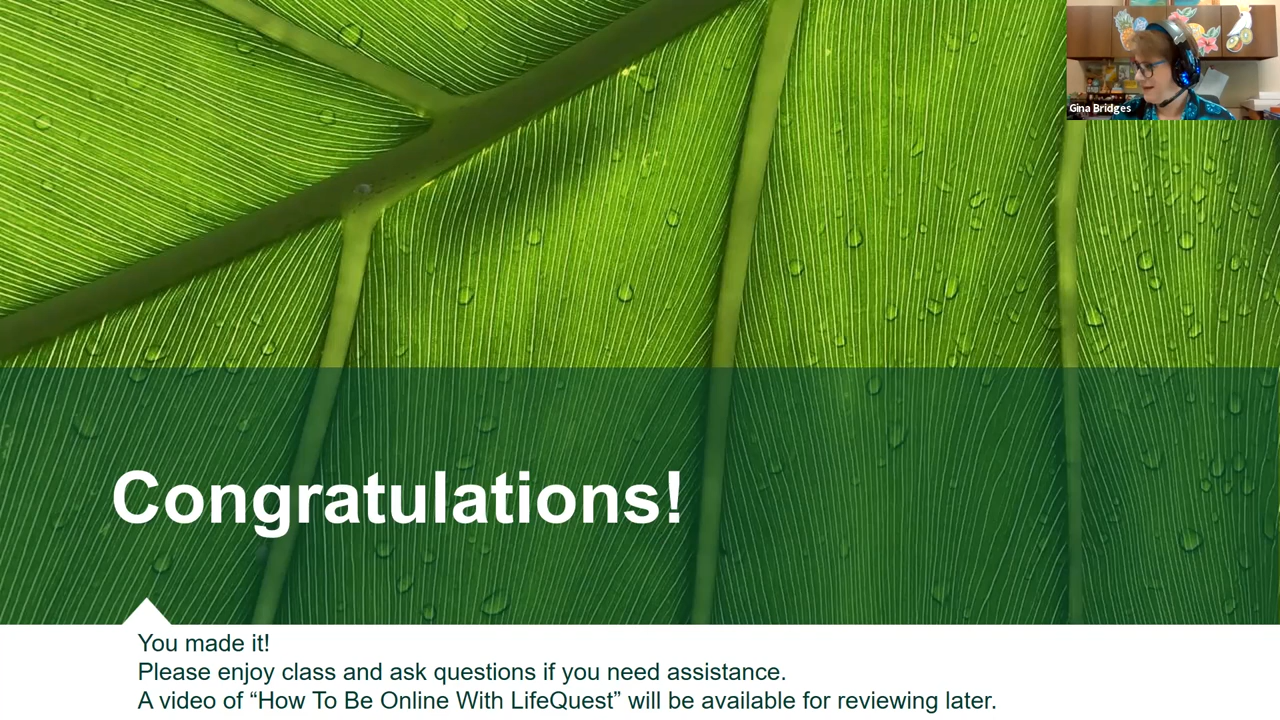 Gina Bridges
Congratulations!
You made it!
Please enjoy class and ask questions if you need assistance.
A video of “How To Be Online With LifeQuest” will be available for reviewing later.